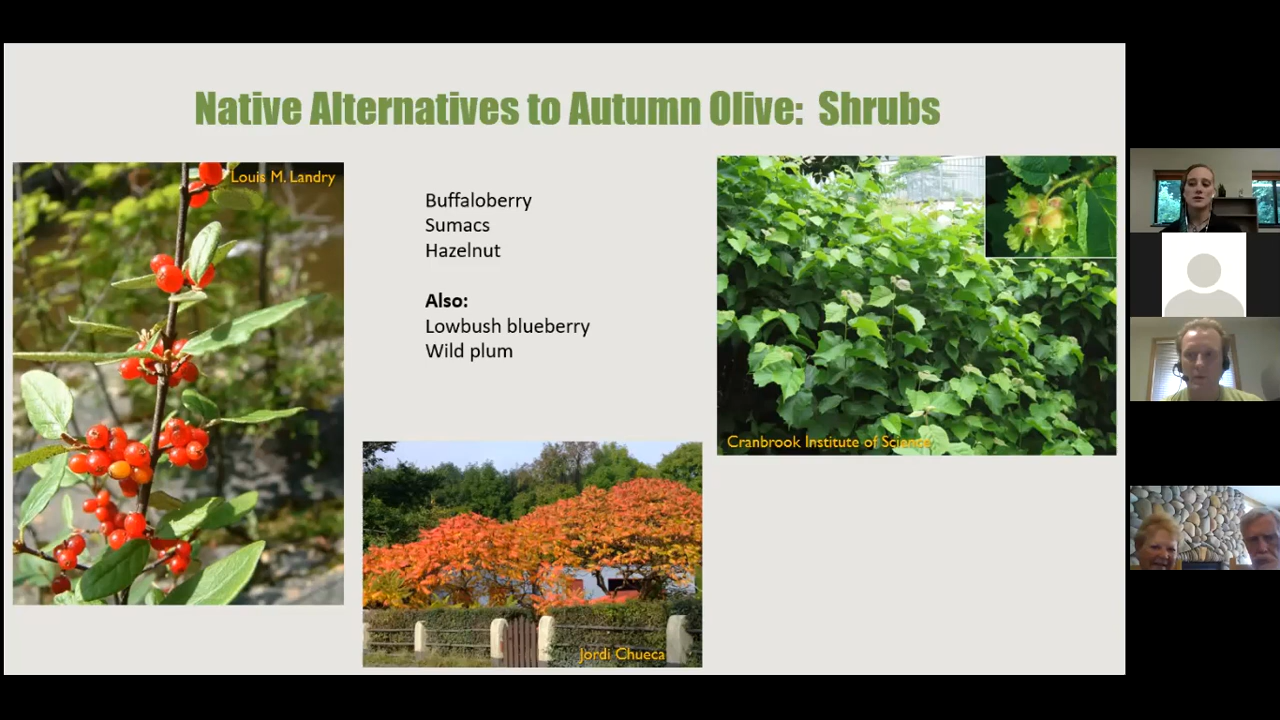 Native Alternatives to Autumn Olive: Shrubs
Louis M. Landry
Buffaloberry
Sumacs
Hazelnut
Also:
Lowbush blueberry
Wild plum
Cranbrook Institute of Science
Jordi Chueca